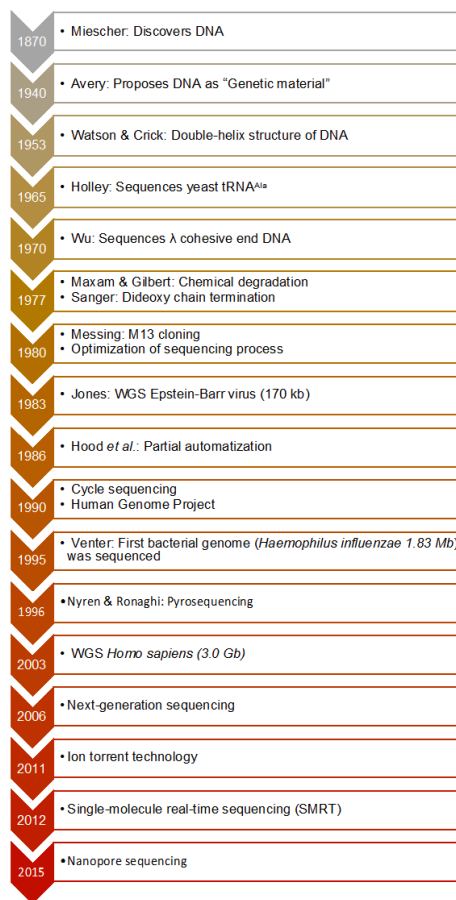 1870
• Miescher: Discovers DNA
1940
• Avery: Proposes DNA as “Genetic material”
1953
• Watson & Crick: Double-helix structure of DNA
1965
• Holley: Sequences yeast tRNAᴬˡᵃ
1970
• Wu: Sequences λ cohesive end DNA
1977
• Maxam & Gilbert: Chemical degradation
• Sanger: Dideoxy chain termination
1980
• Messing: M13 cloning
• Optimization of sequencing process
1983
• Jones: WGS Epstein-Barr virus (170 kb)
1986
• Hood et al.: Partial automatization
1990
• Cycle sequencing
• Human Genome Project
1995
• Venter: First bacterial genome (Haemophilus influenzae 1.83 Mb)
was sequenced
1996
•Nyren & Ronaghi: Pyrosequencing
2003
• WGS Homo sapiens (3.0 Gb)
2006
•Next-generation sequencing
2011
•Ion torrent technology
2012
•Single-molecule real-time sequencing (SMRT)
2015
•Nanopore sequencing